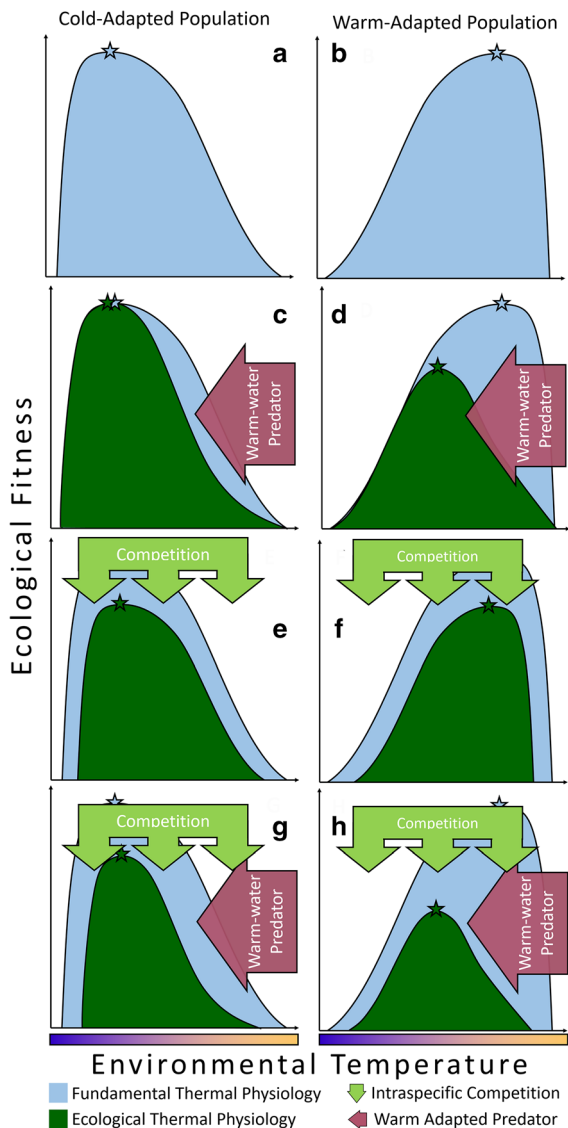 Cold-Adapted Population
Warm-Adapted Population
a
b
c
Warm-water
Predator
d
Warm-water
Predator
Ecological Fitness
Competition
e
Competition
f
Competition
g
Warm-water
Predator
Competition
h
Warm-water
Predator
Environmental Temperature
Fundamental Thermal Physiology
Intraspecific Competition
Ecological Thermal Physiology
Warm Adapted Predator